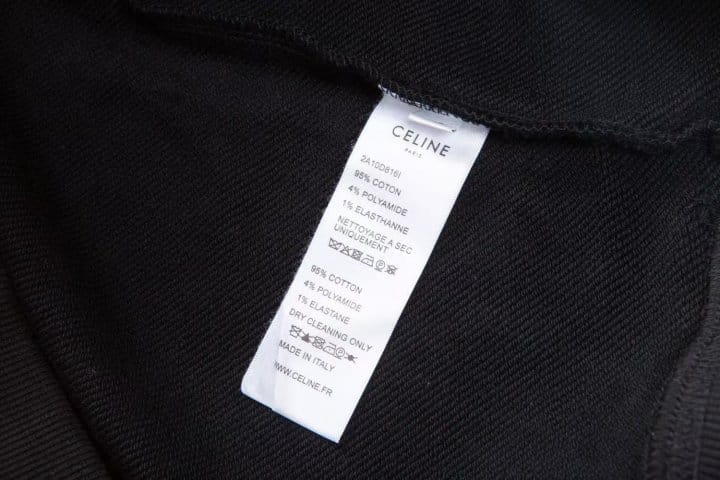 CELINE
PARIS
2A10D816I
95% COTON
4% POLYAMIDE
1% ELASTHANNE
NETTOYAGE A SEC
UNIQUEMENT
95% COTTON
4% POLYAMIDE
1% ELASTANE
DRY CLEANING ONLY
MADE IN ITALY
WWW.CELINE.FR